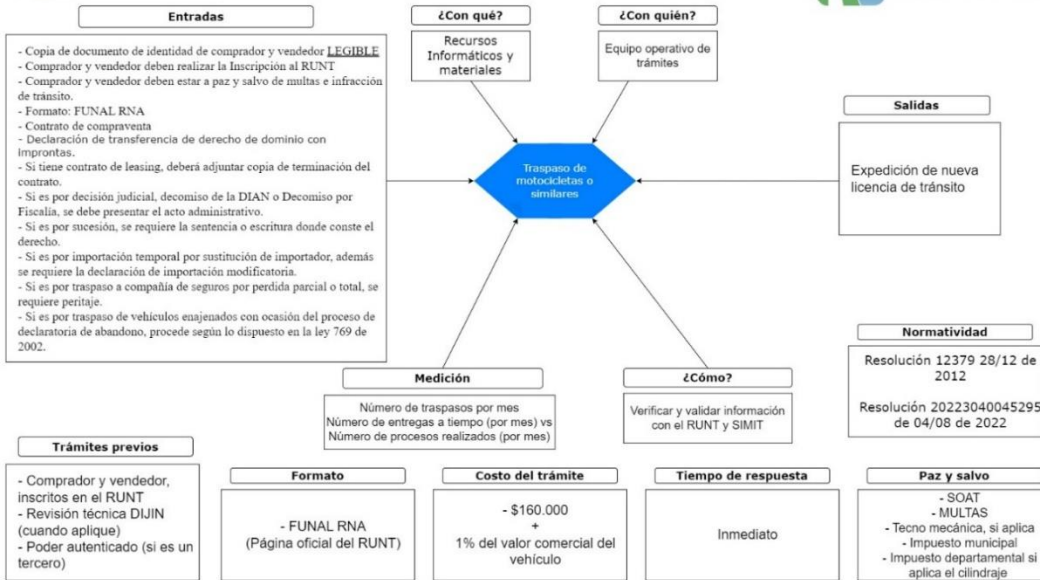 Entradas
- Copia de documento de identidad de comprador y vendedor LEGIBLE
- Comprador y vendedor deben realizar la Inscripción al RUNT
- Comprador y vendedor deben estar a paz y salvo de multas e infracción
de tránsito.
- Formato: FUNAL RNA
- Contrato de compraventa
- Declaración de transferencia de derecho de dominio con
improntas.
- Si tiene contrato de leasing, deberá adjuntar copia de terminación del
contrato.
- Si es por decisión judicial, decomiso de la DIAN o Decomiso por
Fiscalía, se debe presentar el acto administrativo.
- Si es por sucesión, se requiere la sentencia o escritura donde conste el
derecho.
- Si es por importación temporal por sustitución de importador, además
se requiere la declaración de importación modificatoria.
- Si es por traspaso a compañía de seguros por perdida parcial o total, se
requiere peritaje.
- Si es por traspaso de vehículos enajenados con ocasión del proceso de
declaratoria de abandono, procede según lo dispuesto en la ley 769 de
2002.
¿Con qué?
Recursos
Informáticos y
materiales
¿Con quién?
Equipo operativo de
trámites
Traspaso de
motocicletas o
similares
Salidas
Expedición de nueva
licencia de tránsito
Medición
Número de traspasos por mes
Número de entregas a tiempo (por mes) vs
Número de procesos realizados (por mes)
¿Cómo?
Verificar y validar información
con el RUNT y SIMIT
Normatividad
Resolución 12379 28/12 de
2012
Resolución 20223040045295
de 04/08 de 2022
Trámites previos
- Comprador y vendedor,
inscritos en el RUNT
- Revisión técnica DIJIN
(cuando aplique)
- Poder autenticado (si es un
tercero)
Formato
- FUNAL RNA
(Página oficial del RUNT)
Costo del trámite
- $160.000
+
1% del valor comercial del
vehículo
Tiempo de respuesta
Inmediato
Paz y salvo
- SOAT
- MULTAS
- Tecno mecánica, si aplica
- Impuesto municipal
- Impuesto departamental si
aplica el cilindraje